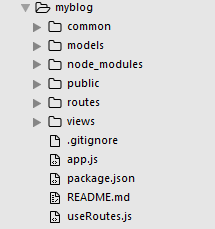 myblog
common
models
node_modules
public
routes
views
.gitignore
app.js
package.json
README.md
useRoutes.js